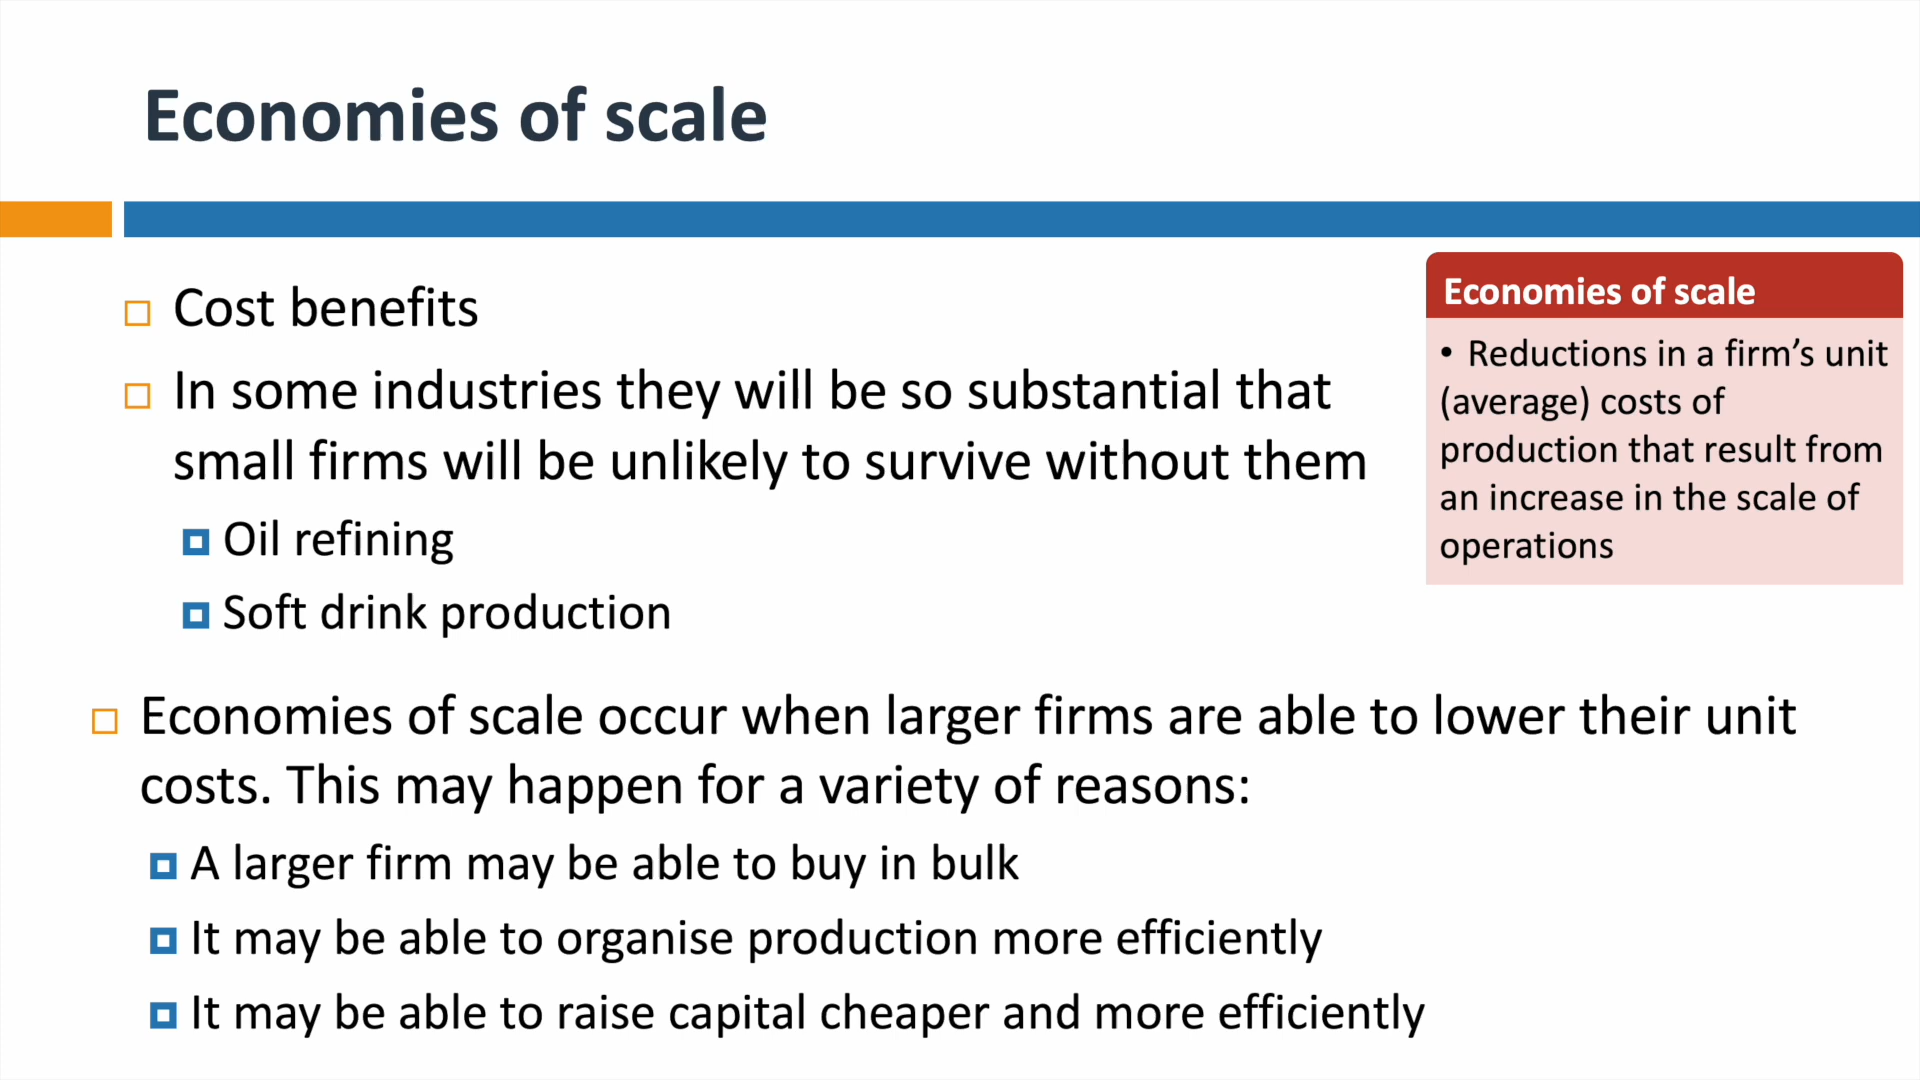 Economies of scale
Cost benefits
In some industries they will be so substantial that
small firms will be unlikely to survive without them
Oil refining
Soft drink production
Economies of scale
• Reductions in a firm’s unit
(average) costs of
production that result from
an increase in the scale of
operations
Economies of scale occur when larger firms are able to lower their unit
costs. This may happen for a variety of reasons:
A larger firm may be able to buy in bulk
It may be able to organise production more efficiently
It may be able to raise capital cheaper and more efficiently